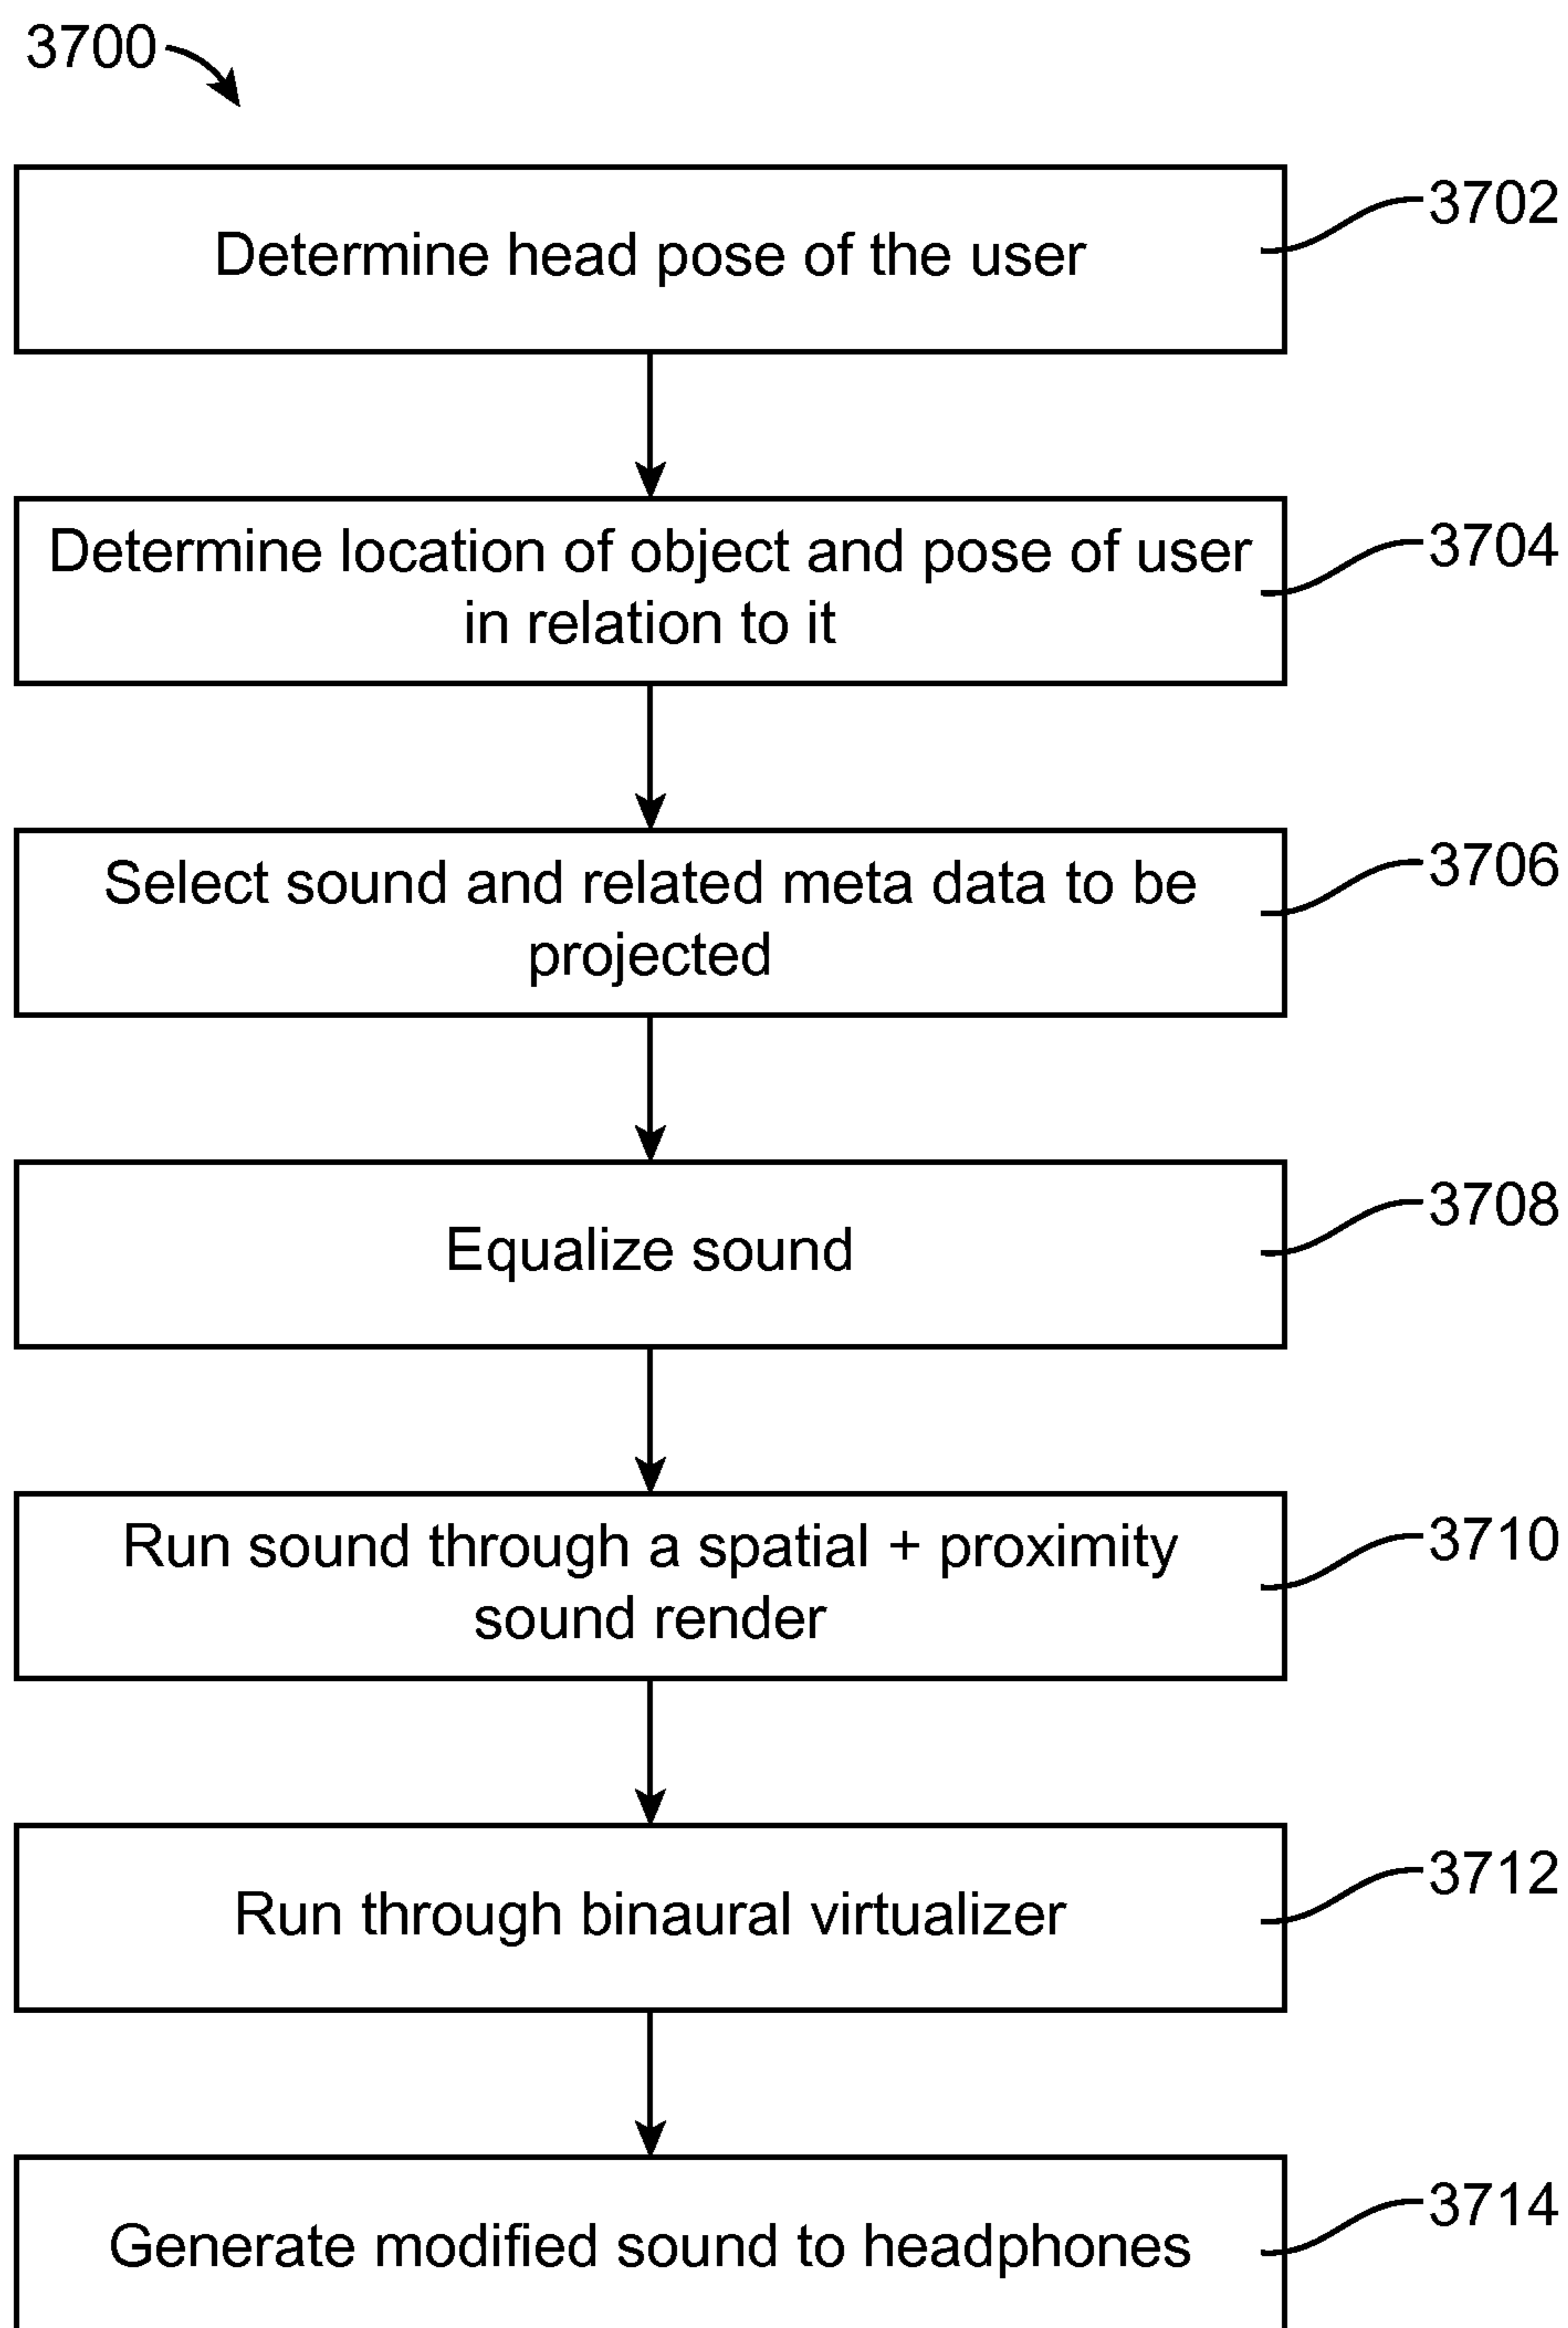 3700
Determine head pose of the user
3702
Determine location of object and pose of user
in relation to it
3704
Select sound and related meta data to be
projected
3706
Equalize sound
3708
Run sound through a spatial + proximity
sound render
3710
Run through binaural virtualizer
3712
Generate modified sound to headphones
3714